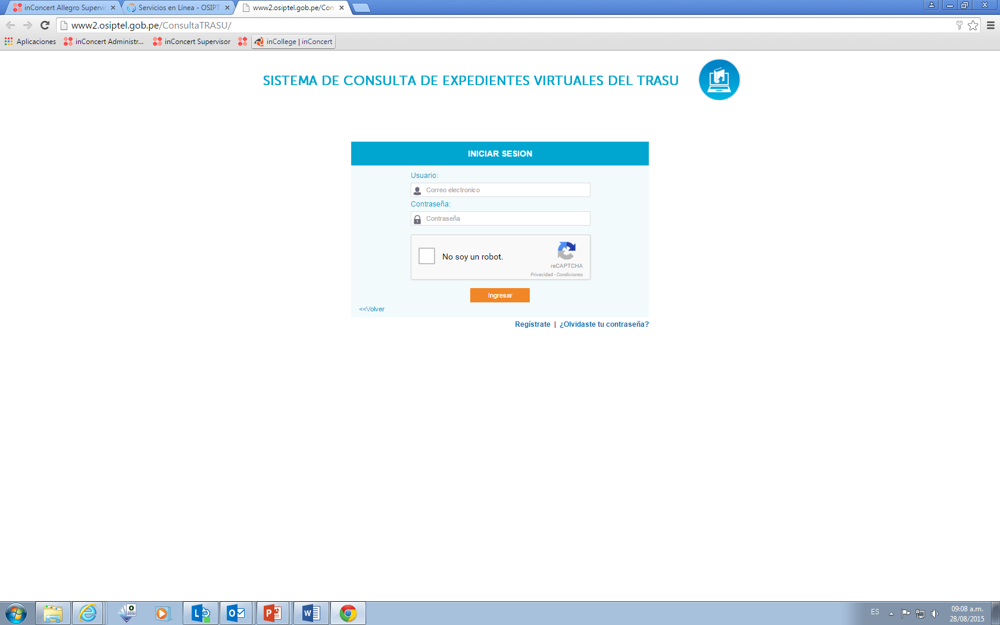 inConcert Allegro Supervi
Servicios en Línea - OSIPT
www2.osiptel.gob.pe/Con
www2.osiptel.gob.pe/ConsultaTRASU/
Aplicaciones
inConcert Administr...
inConcert Supervisor
inCollege | inConcert
SISTEMA DE CONSULTA DE EXPEDIENTES VIRTUALES DEL TRASU
INICIAR SESION
Usuario:
Correo electronico
Contraseña:
Contraseña
No soy un robot.
reCAPTCHA
Privacidad - Condiciones
Ingresar
<<Volver
Regístrate | ¿Olvidaste tu contraseña?
ES
09:08 a.m.
28/08/2015